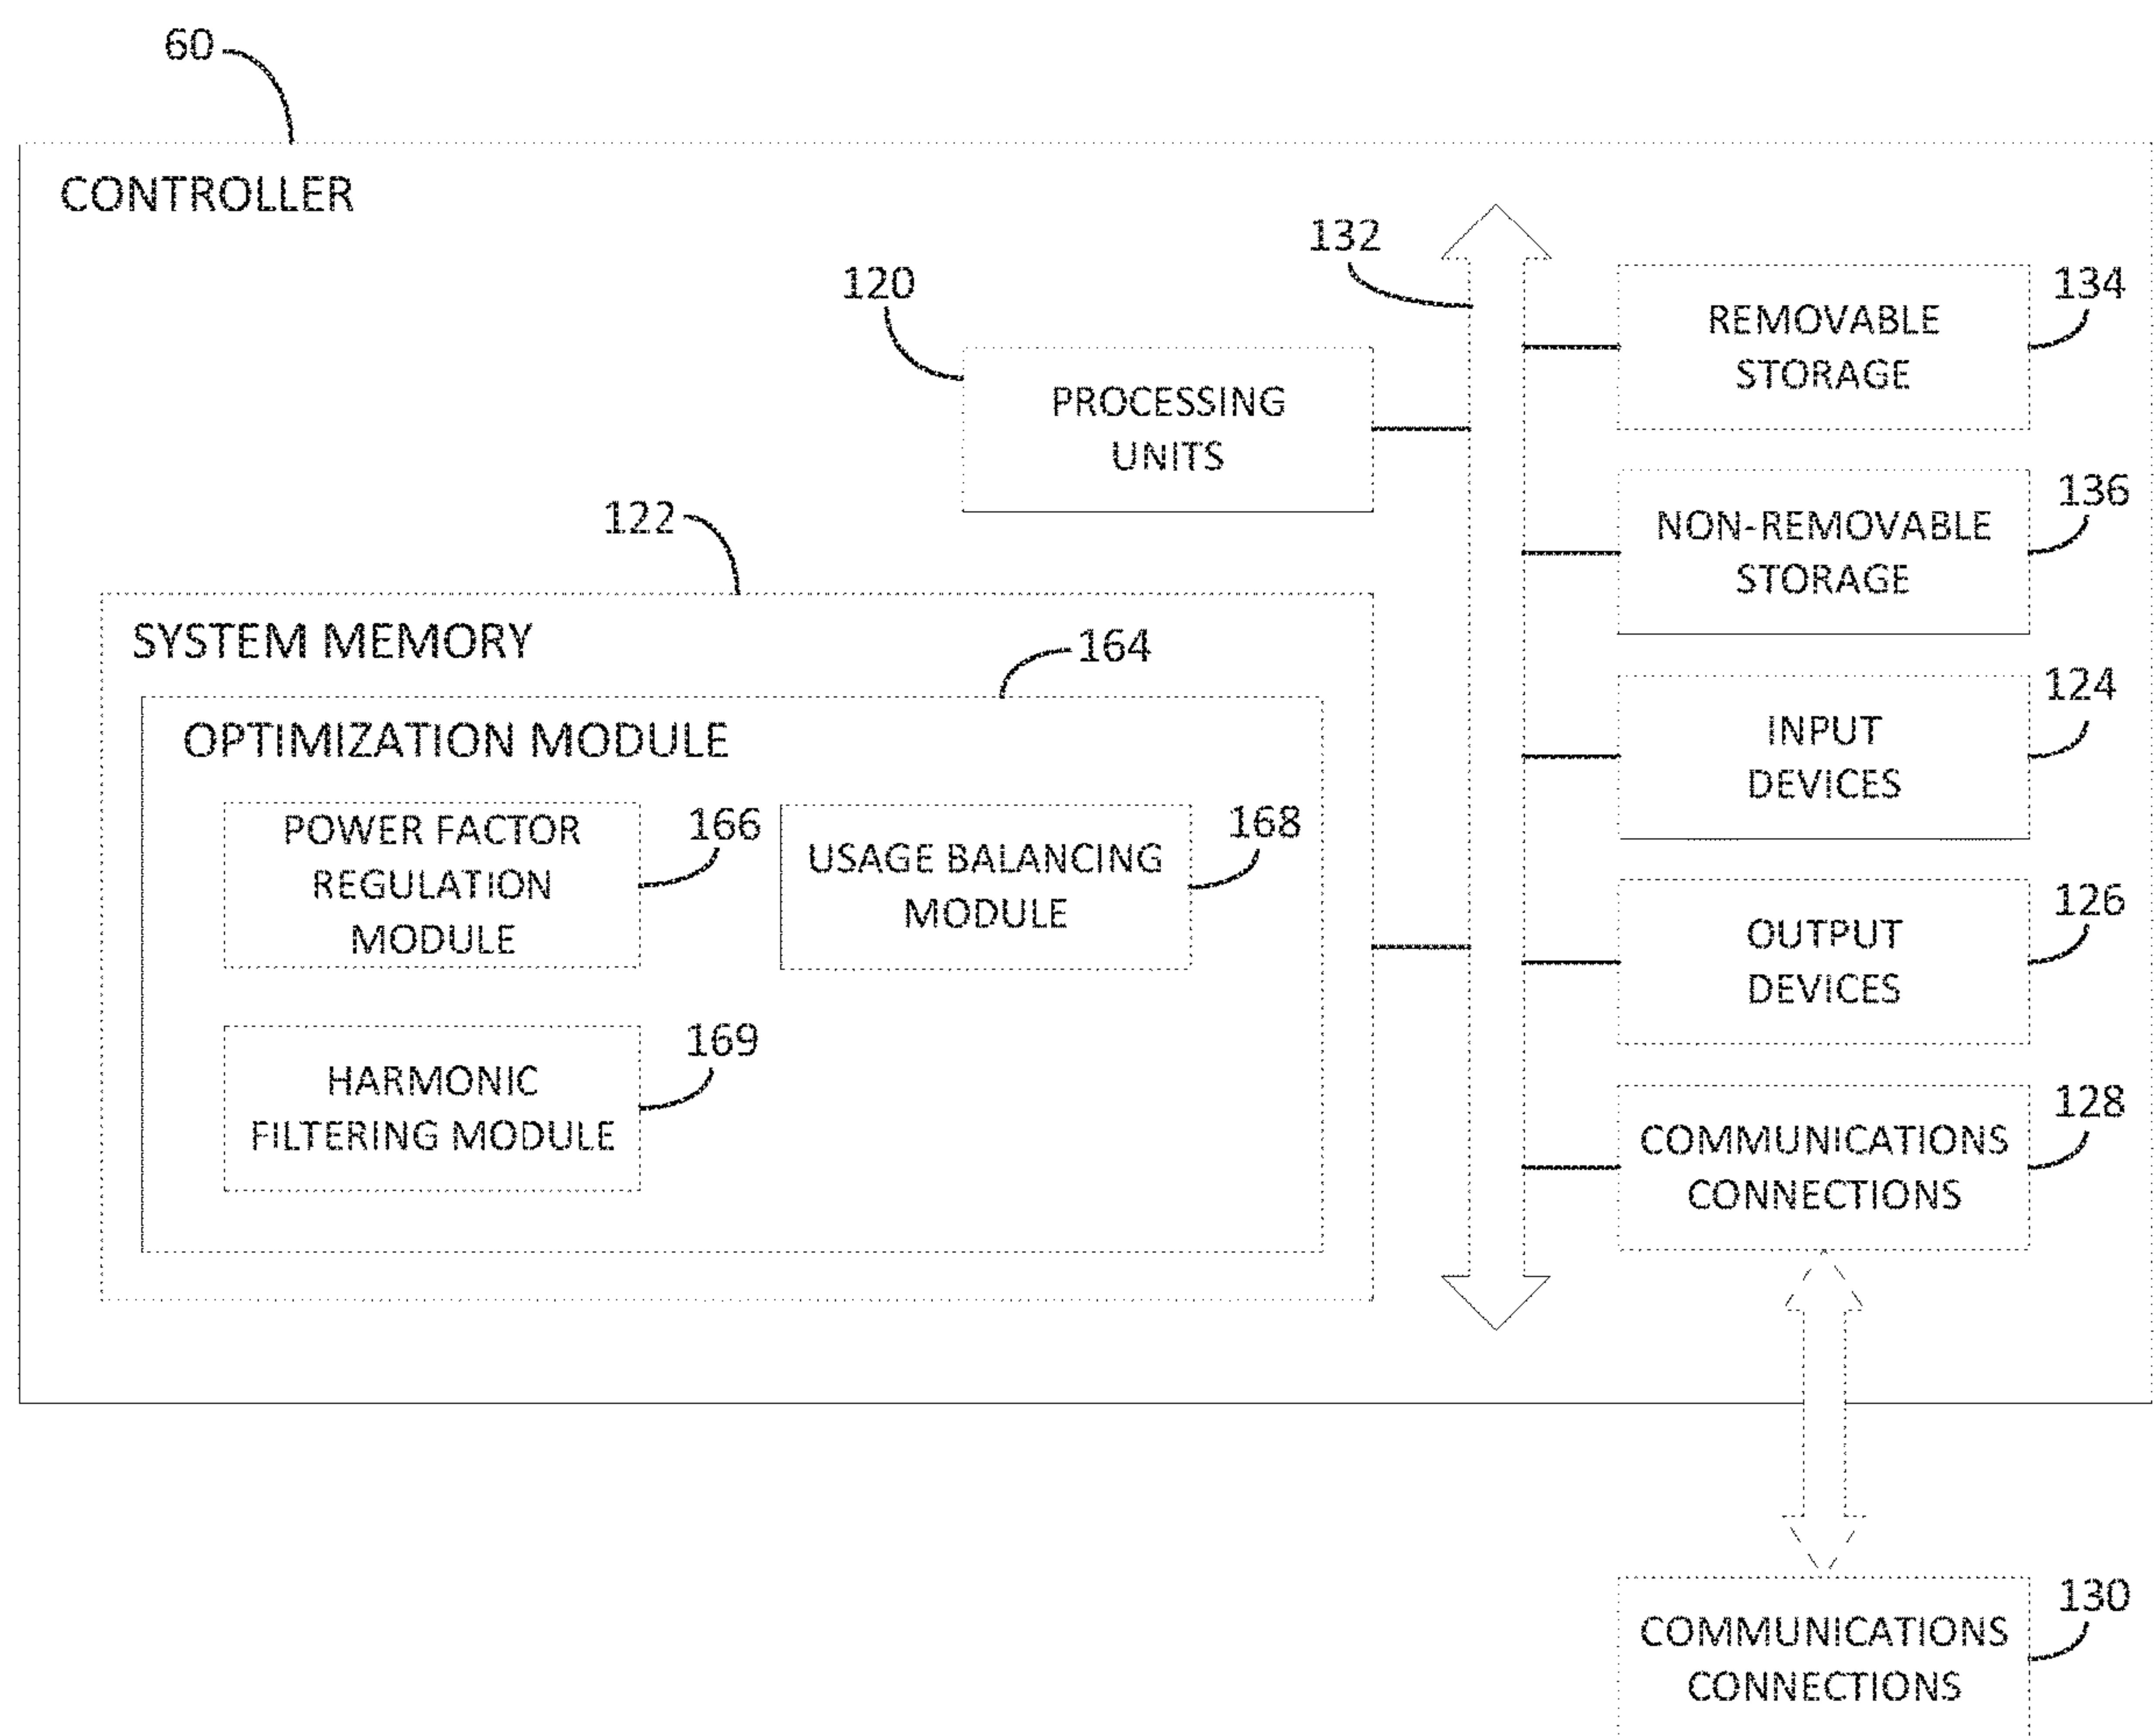 60
CONTROLLER
132
120
PROCESSING
UNITS
REMOVABLE
STORAGE
134
NON-REMOVABLE
STORAGE
136
122
SYSTEM MEMORY
164
OPTIMIZATION MODULE
POWER FACTOR
REGULATION
MODULE
166
USAGE BALANCING
MODULE
168
HARMONIC
FILTERING MODULE
169
INPUT
DEVICES
124
OUTPUT
DEVICES
126
COMMUNICATIONS
CONNECTIONS
128
COMMUNICATIONS
CONNECTIONS
130